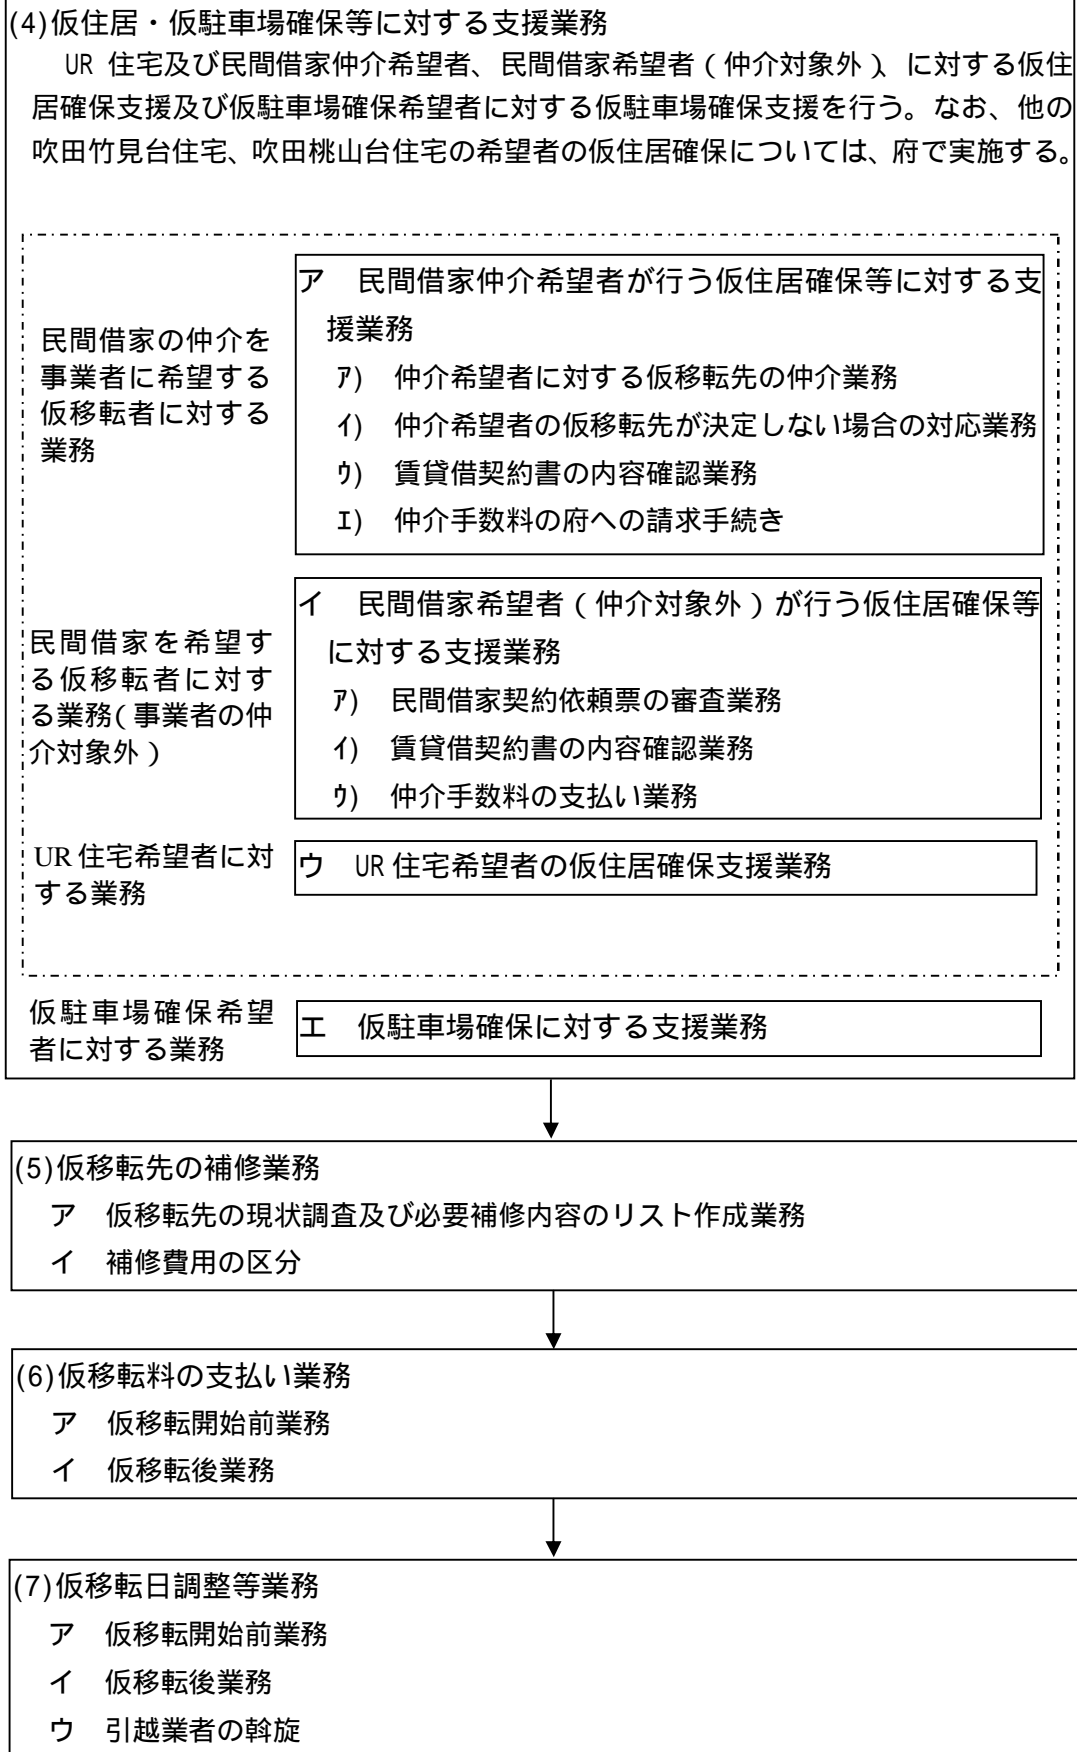 (4)仮住居・仮駐車場確保等に対する支援業務
UR 住宅及び民間借家仲介希望者、民間借家希望者(仲介対象外)、に対する仮住
居確保支援及び仮駐車場確保希望者に対する仮駐車場確保支援を行う。なお、他の
吹田竹見台住宅、吹田桃山台住宅の希望者の仮住居確保については、府で実施する。
民間借家の仲介を
事業者に希望する
仮移転者に対する
業務
ア 民間借家仲介希望者が行う仮住居確保等に対する支
援業務
ア) 仲介希望者に対する仮移転先の仲介業務
イ) 仲介希望者の仮移転先が決定しない場合の対応業務
ウ) 賃貸借契約書の内容確認業務
エ) 仲介手数料の府への請求手続き
民間借家を希望す
る仮移転者に対す
る業務(事業者の仲
介対象外)
イ 民間借家希望者(仲介対象外)が行う仮住居確保等
に対する支援業務
ア) 民間借家契約依頼票の審査業務
イ) 賃貸借契約書の内容確認業務
ウ) 仲介手数料の支払い業務
UR 住宅希望者に対
する業務
ウ UR 住宅希望者の仮住居確保支援業務
仮駐車場確保希望
者に対する業務
エ 仮駐車場確保に対する支援業務
(5)仮移転先の補修業務
ア 仮移転先の現状調査及び必要補修内容のリスト作成業務
イ 補修費用の区分
(6)仮移転料の支払い業務
ア 仮移転開始前業務
イ 仮移転後業務
(7)仮移転日調整等業務
ア 仮移転開始前業務
イ 仮移転後業務
ウ 引越業者の斡旋